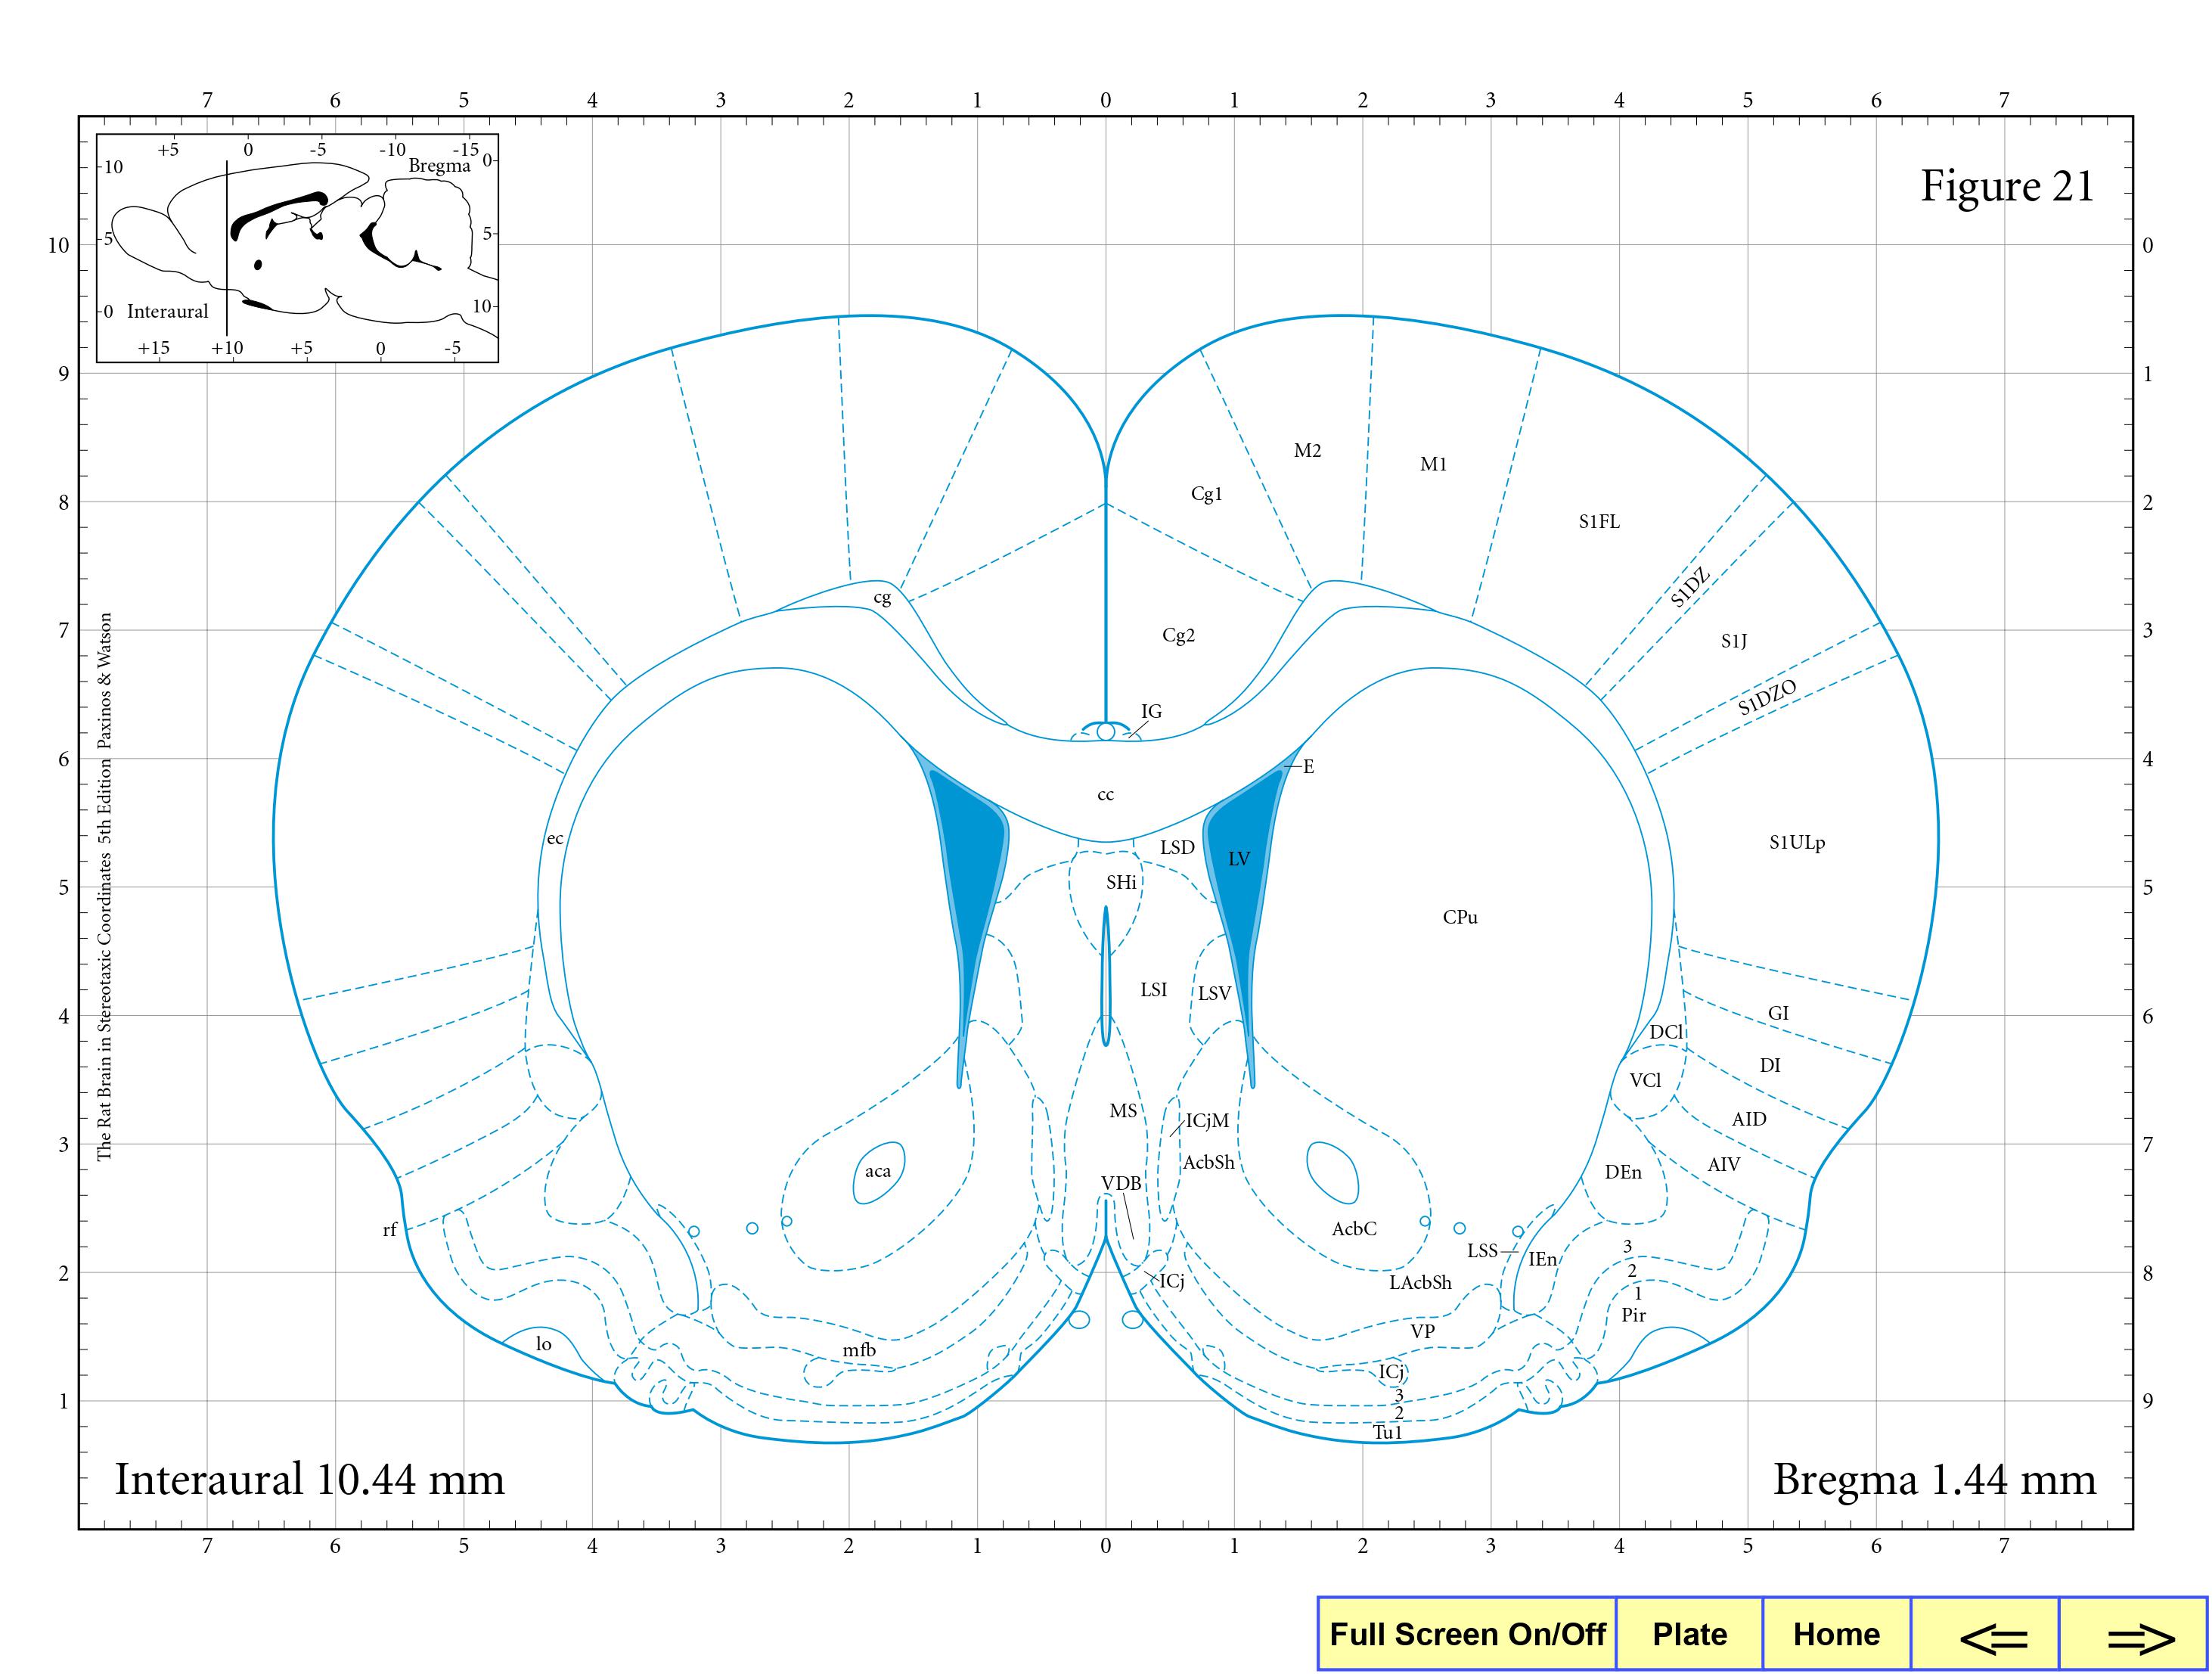 7 6 5 4 3 2 1 0 1 2 3 4 5 6 7
+5 0 -5 -10 -15
Bregma
0
10
5
5
10
0 Interaural
+15 +10 +5 0 -5
Figure 21
10 0
9 1
8 2
7 3
6 4
5 5
4 6
3 7
2 8
1 9
The Rat Brain in Stereotaxic Coordinates 5th Edition Paxinos & Watson
M2
M1
Cg1
S1FL
S1DZ
cg
Cg2
S1J
S1DZO
IG
E
cc
ec
LSD
LV
S1ULp
SHi
CPu
LSI
LSV
GI
DCl
DI
VCl
MS
ICjM
AID
AcbSh
AIV
aca
DEn
VDB
rf
AcbC
3
LSS
IEn
2
ICj
LAcbSh
1
Pir
lo
VP
mfb
ICj
3
2
Tu1
Interaural 10.44 mm
Bregma 1.44 mm
7 6 5 4 3 2 1 0 1 2 3 4 5 6 7
Full Screen On/Off Plate Home <= =>